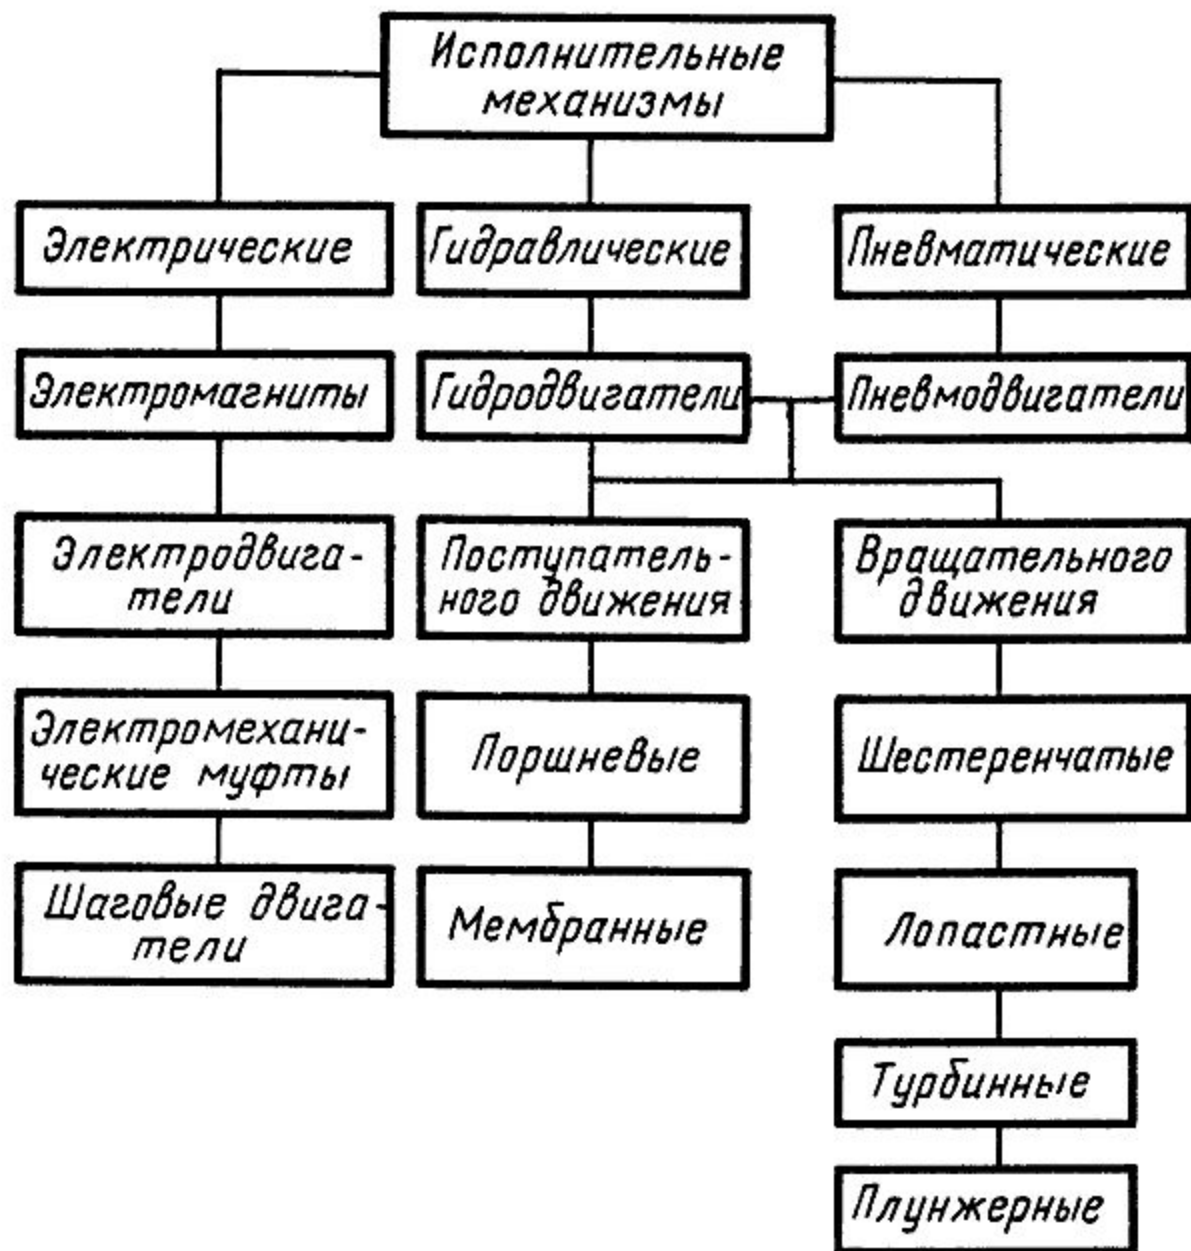 Исполнительные
механизмы
Электрические
Гидравлические
Пневматические
Электромагниты
Гидродвигатели
Пневмодвигатели
Электродвига-
тели
Поступатель-
ного движения
Вращательного
движения
Электромехани-
ческие муфты
Поршневые
Шестеренчатые
Шаговые двига-
тели
Мембранные
Лопастные
Турбинные
Плунжерные